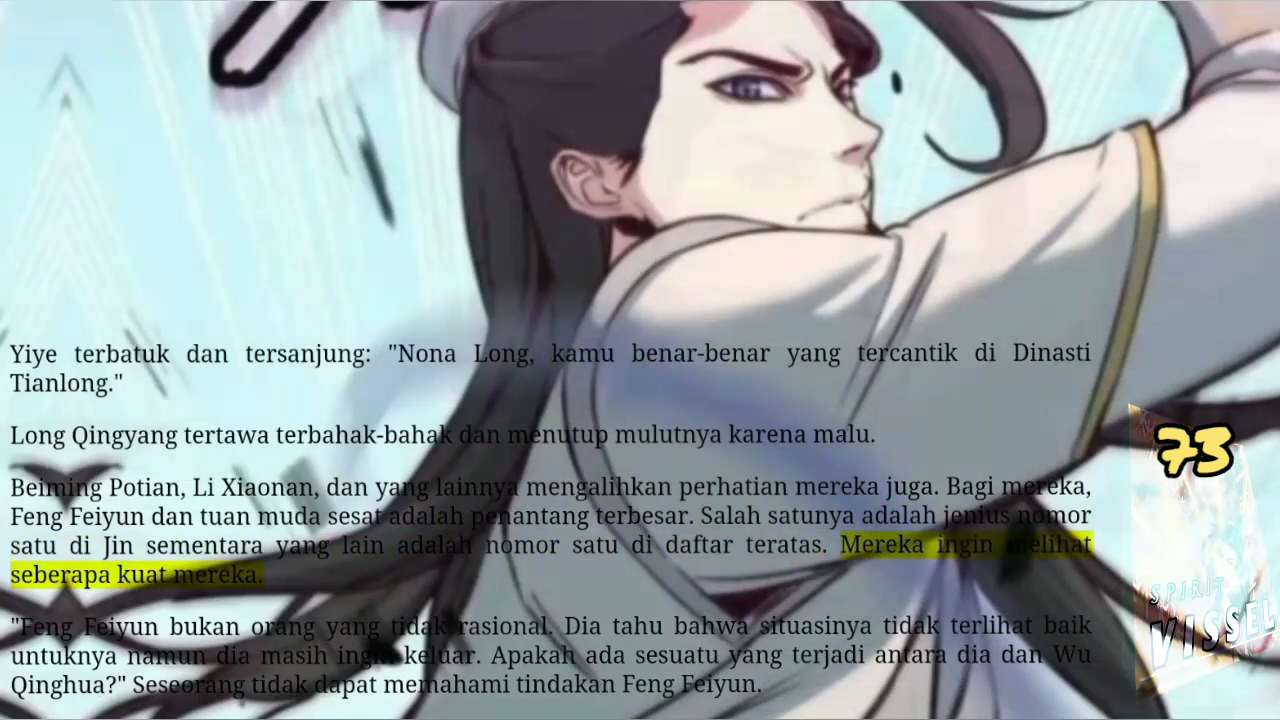 Yiye terbatuk dan tersanjung: "Nona Long, kamu benar-benar yang tercantik di Dinasti
Tianlong."
Long Qingyang tertawa terbahak-bahak dan menutup mulutnya karena malu.
Beiming Potian, Li Xiaonan, dan yang lainnya mengalihkan perhatian mereka juga. Bagi mereka,
Feng Feiyun dan tuan muda sesat adalah penantang terbesar. Salah satunya adalah jenius nomor
satu di Jin sementara yang lain adalah nomor satu di daftar teratas. Mereka ingin melihat
seberapa kuat mereka.
"Feng Feiyun bukan orang yang tidak rasional. Dia tahu bahwa situasinya tidak terlihat baik
untuknya namun dia masih ingin keluar. Apakah ada sesuatu yang terjadi antara dia dan Wu
Qinghua?" Seseorang tidak dapat memahami tindakan Feng Feiyun.
73
SPIRIT
VISSEL